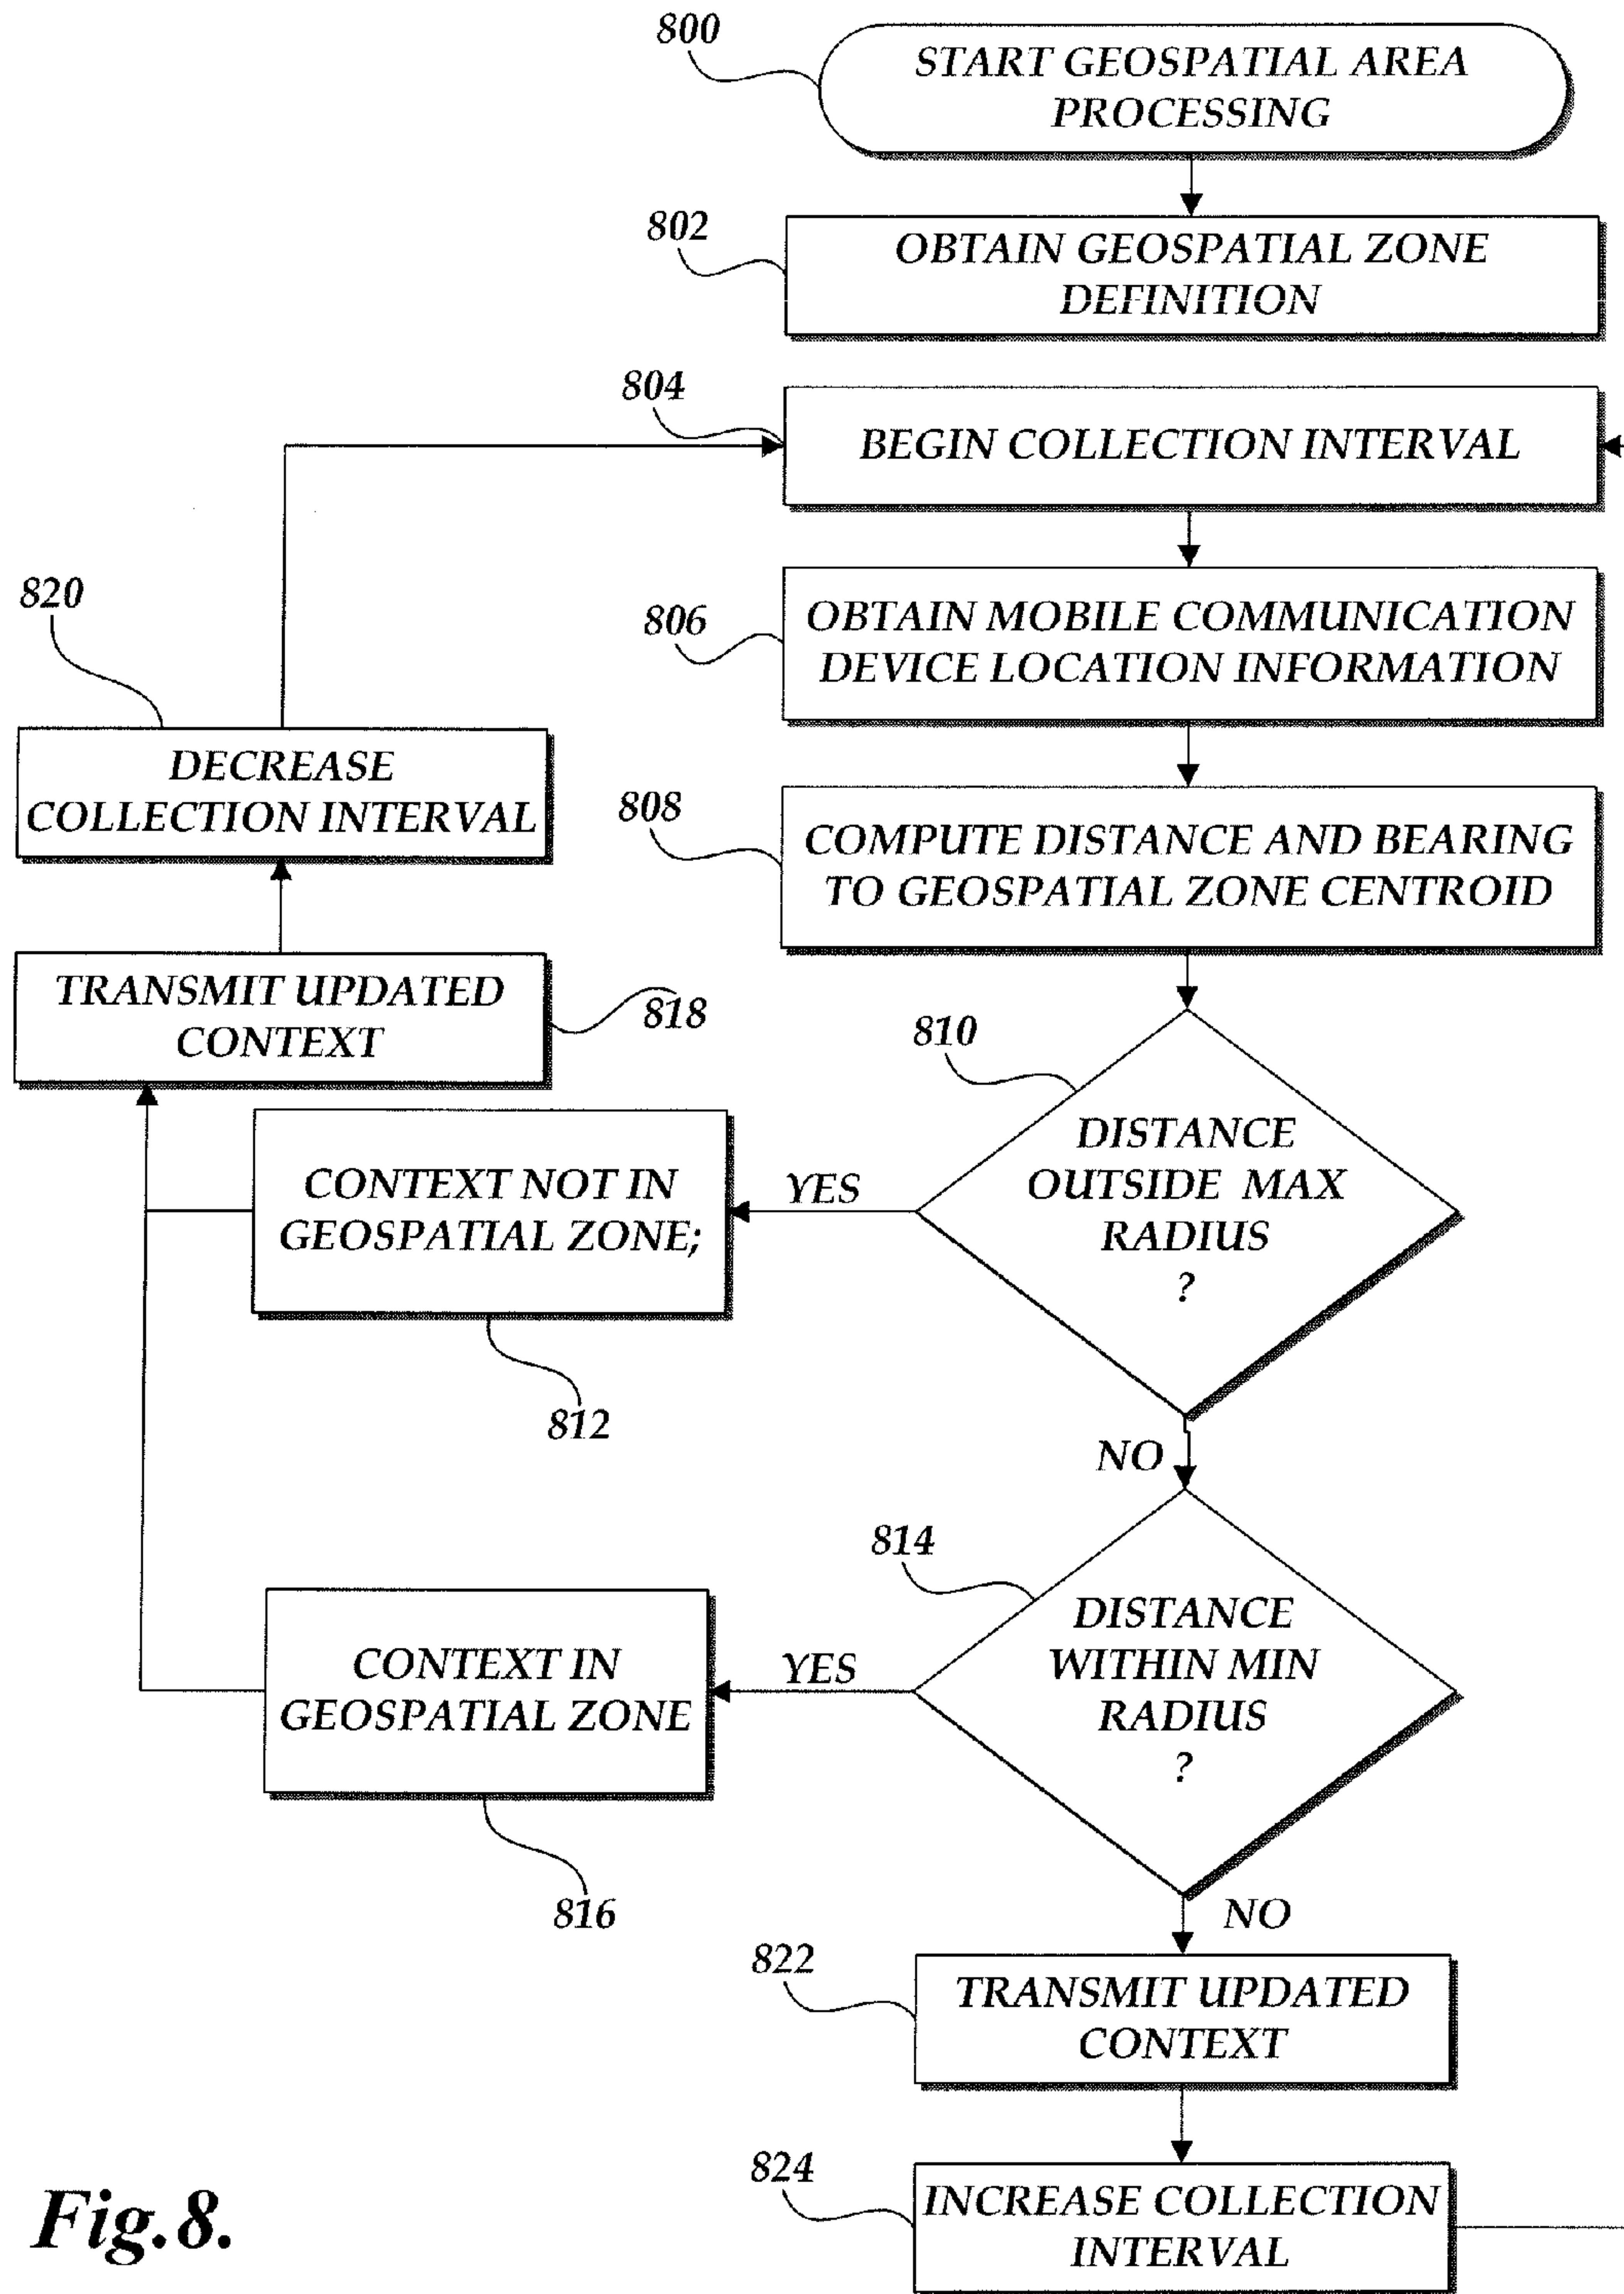 800
START GEOSPATIAL AREA
PROCESSING
802
OBTAIN GEOSPATIAL ZONE
DEFINITION
804
BEGIN COLLECTION INTERVAL
806
OBTAIN MOBILE COMMUNICATION
DEVICE LOCATION INFORMATION
820
DECREASE
COLLECTION INTERVAL
808
COMPUTE DISTANCE AND BEARING
TO GEOSPATIAL ZONE CENTROID
TRANSMIT UPDATED
CONTEXT
818
810
DISTANCE
OUTSIDE MAX
RADIUS
?
YES
CONTEXT NOT IN
GEOSPATIAL ZONE;
812
NO
814
DISTANCE
WITHIN MIN
RADIUS
?
YES
CONTEXT IN
GEOSPATIAL ZONE
816
NO
822
TRANSMIT UPDATED
CONTEXT
824
INCREASE COLLECTION
INTERVAL
Fig.8.